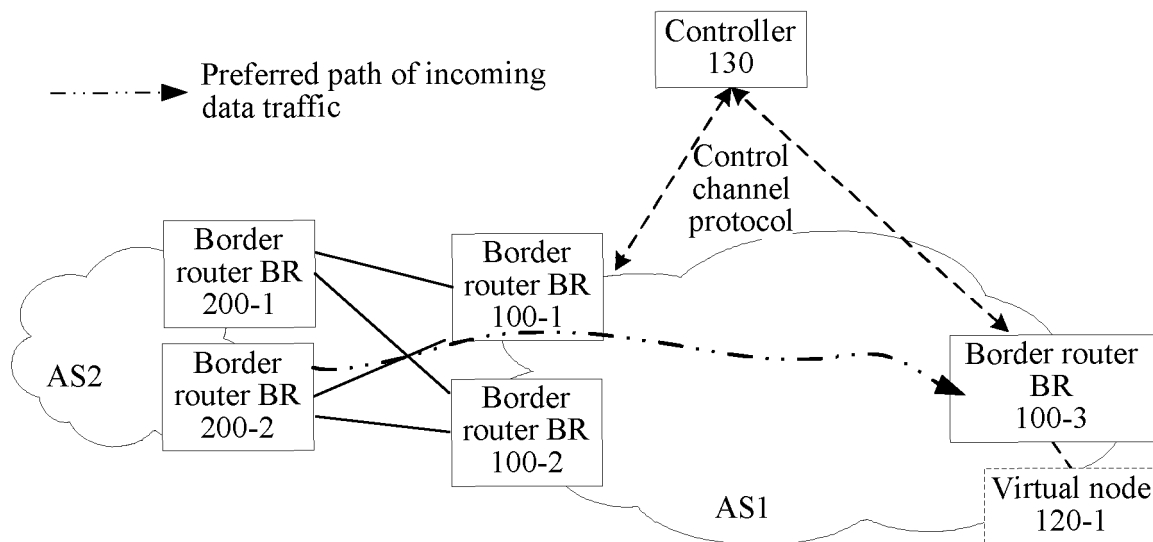 Controller
130
Preferred path of incoming
data traffic
Control
channel
protocol
Border
router BR
200-1
Border
router BR
100-1
AS2
Border
router BR
200-2
Border
router BR
100-2
Border router
BR
100-3
AS1
Virtual node
120-1